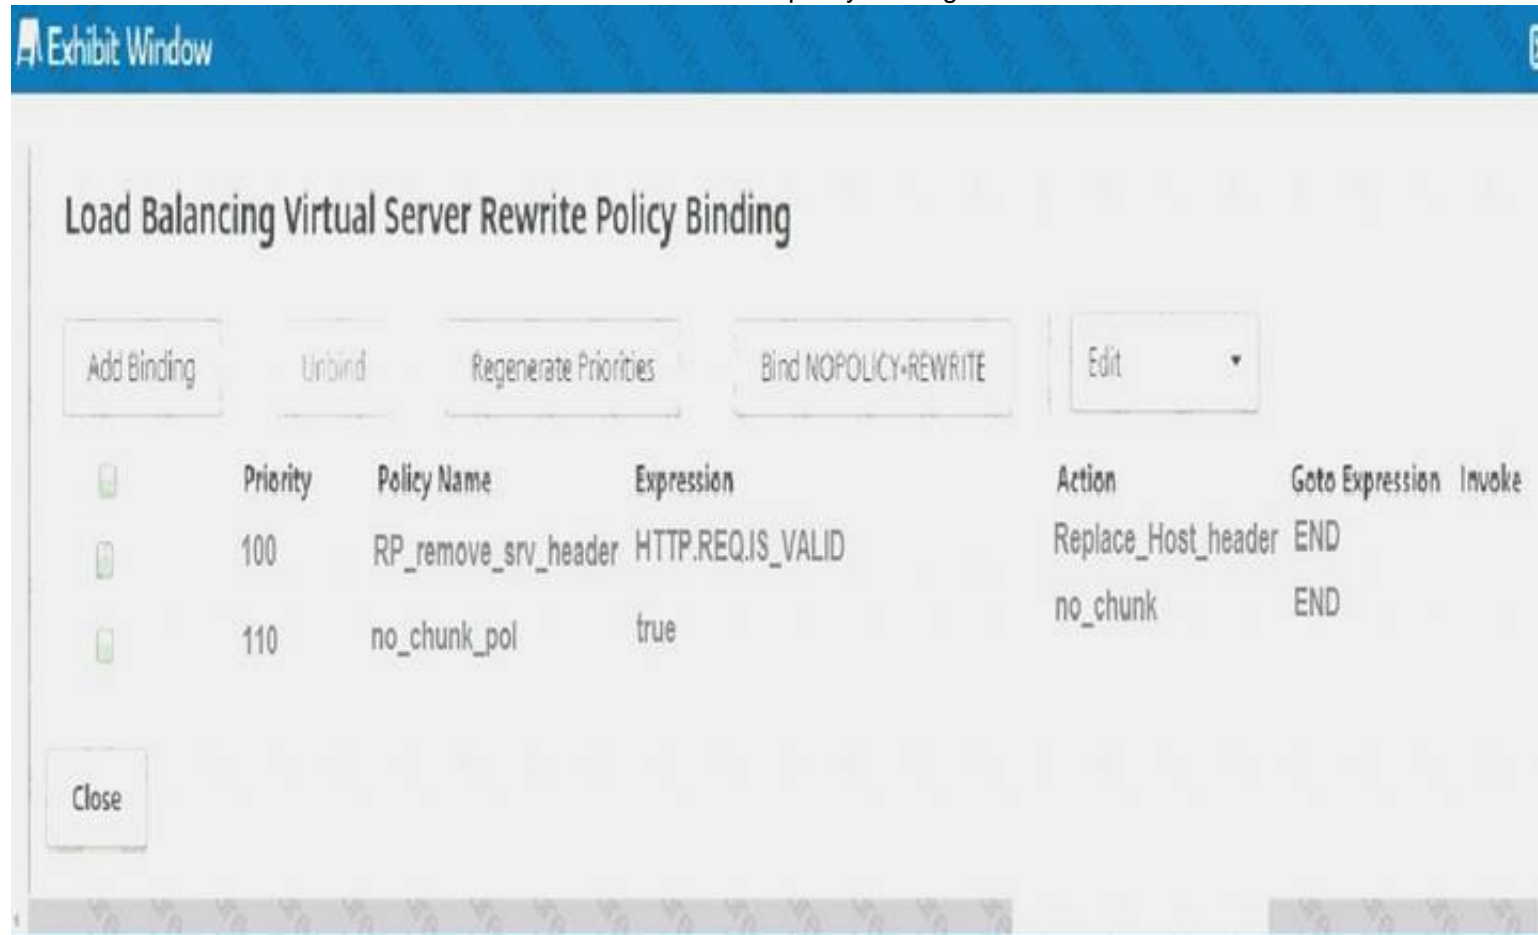 Exhibit Window
Load Balancing Virtual Server Rewrite Policy Binding
Add Binding Unbind Regenerate Priorities Bind NOPOLICY-REWRITE Edit
Priority Policy Name Expression Action Goto Expression Invoke
100 RP_remove_srv_header HTTP.REQ.IS_VALID Replace_Host_header END
110 no_chunk_pol true no_chunk END
Close